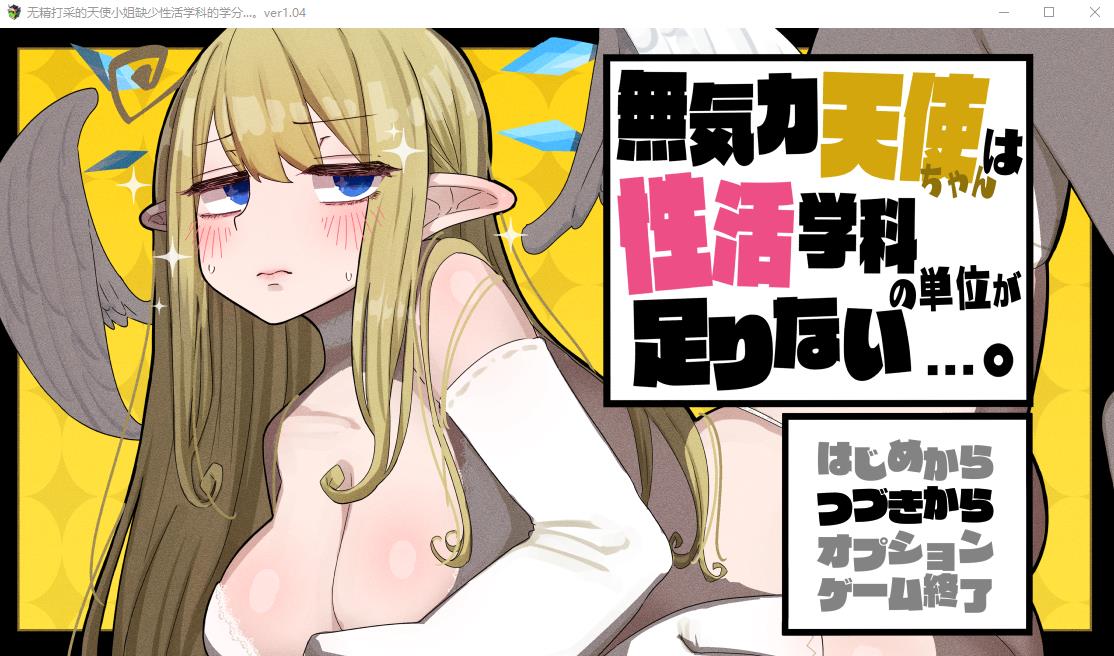 无精打采的天使小姐缺少性活学科的学分...。ver1.04
無気力天使ちゃんは
性活学科
の単位が
足りない…。
はじめから
つづきから
オプション
ゲーム終了